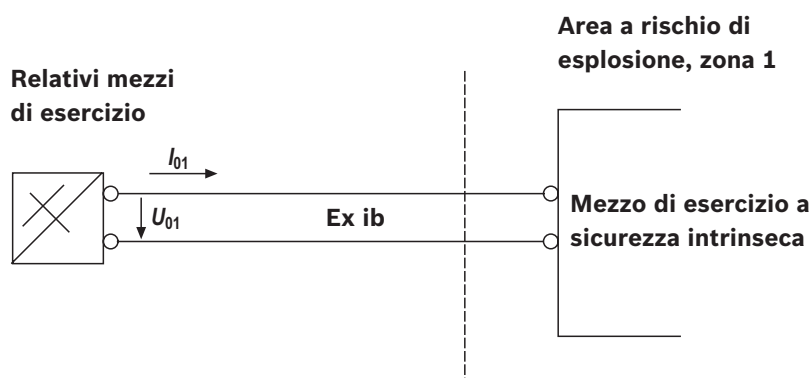 Area a rischio di
esplosione, zona 1
Relativi mezzi
di esercizio
I01
U01
Ex ib
Mezzo di esercizio a
sicurezza intrinseca